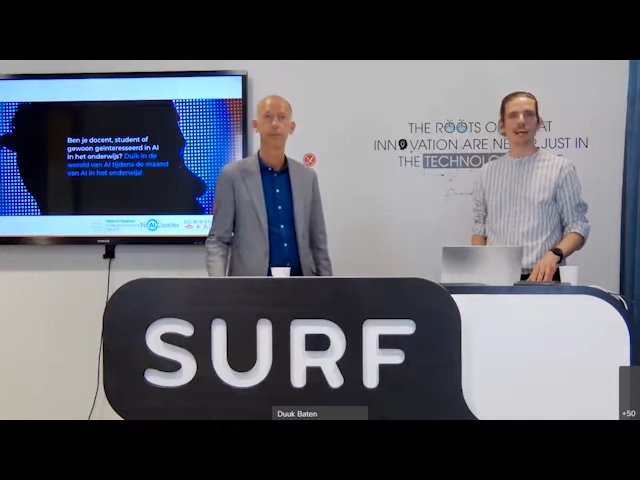 Ben je docent, student of
gewoon geïnteresseerd in AI
in het onderwijs? Duik in de
wereld van AI tijdens de maand
van AI in het onderwijs!
THE ROOTS O AT
INNOVATION ARE NEVER JUST IN
THE TECHNOLO
SURF
Duuk Baten
+50